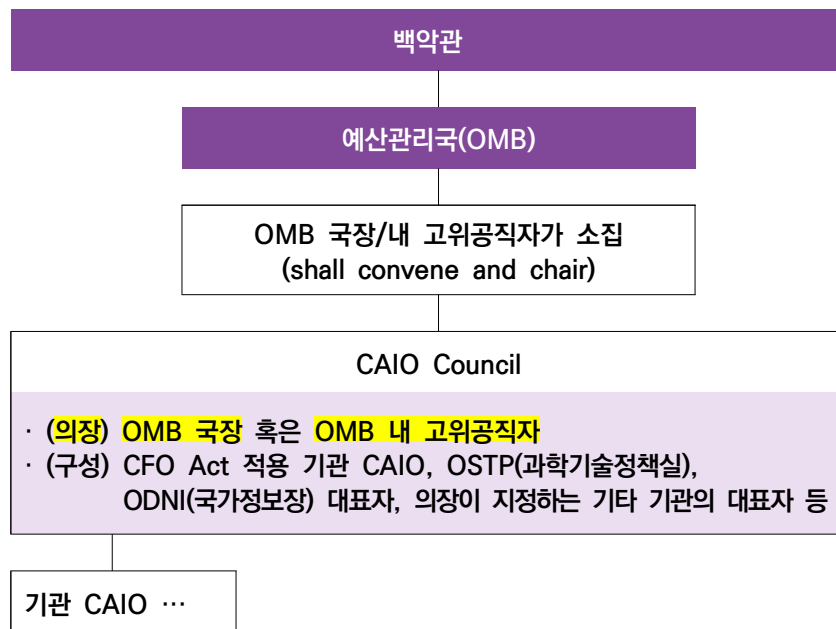 백악관
예산관리국(OMB)
OMB 국장/내 고위공직자가 소집
(shall convene and chair)
CAIO Council
· (의장) OMB 국장 혹은 OMB 내 고위공직자
· (구성) CFO Act 적용 기관 CAIO, OSTP(과학기술정책실),
ODNI(국가정보장) 대표자, 의장이 지정하는 기타 기관의 대표자 등
기관 CAIO …